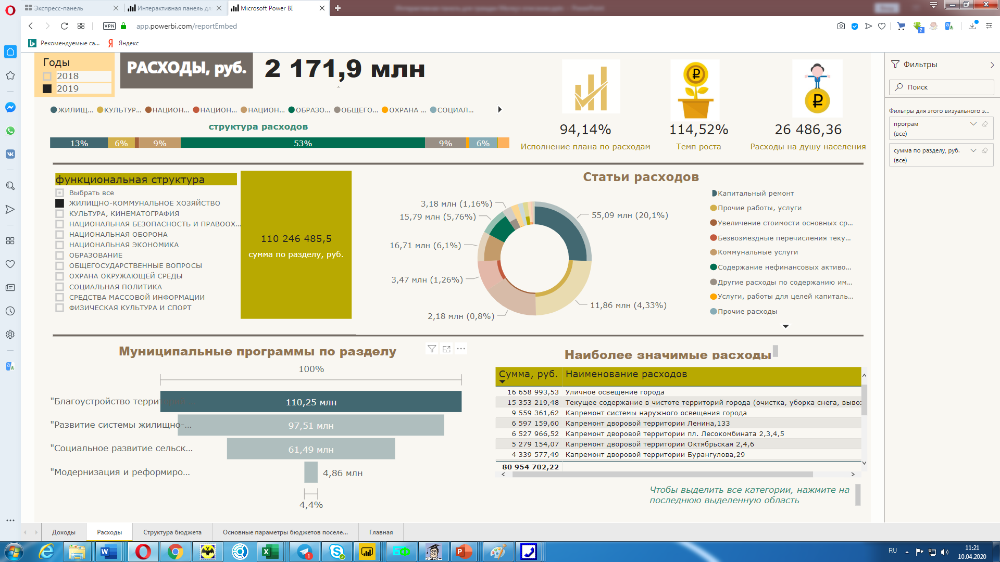 Экспресс-панель
Интерактивная панель дл
Microsoft Power BI
VPN
app.powerbi.com/reportEmbed
Рекомендуемые са...
Яндекс
Годы
2018
2019
РАСХОДЫ, руб.
2 171,9 млн
ЖИЛИЩ... КУЛЬТУР... НАЦИОН... НАЦИОН... НАЦИОН... ОБРАЗО... ОБЩЕГО... ОХРАНА ... СОЦИАЛ...
структура расходов
13% 6% 9% 53% 9% 6%
94,14%
Исполнение плана по расходам
114,52%
Темп роста
26 486,36
Расходы на душу населения
Фильтры
Поиск
Фильтры для этого визуального э...
програм
(все)
сумма по разделу, руб.
(все)
функциональная структура
Выбрать все
ЖИЛИЩНО-КОММУНАЛЬНОЕ ХОЗЯЙСТВО
КУЛЬТУРА, КИНЕМАТОГРАФИЯ
НАЦИОНАЛЬНАЯ БЕЗОПАСНОСТЬ И ПРАВООХ...
НАЦИОНАЛЬНАЯ ОБОРОНА
НАЦИОНАЛЬНАЯ ЭКОНОМИКА
ОБРАЗОВАНИЕ
ОБЩЕГОСУДАРСТВЕННЫЕ ВОПРОСЫ
ОХРАНА ОКРУЖАЮЩЕЙ СРЕДЫ
СОЦИАЛЬНАЯ ПОЛИТИКА
СРЕДСТВА МАССОВОЙ ИНФОРМАЦИИ
ФИЗИЧЕСКАЯ КУЛЬТУРА И СПОРТ
110 246 485,5
сумма по разделу, руб.
Статьи расходов
3,18 млн (1,16%)
15,79 млн (5,76%)
16,71 млн (6,1%)
3,47 млн (1,26%)
2,18 млн (0,8%)
55,09 млн (20,1%)
11,86 млн (4,33%)
Капитальный ремонт
Прочие работы, услуги
Увеличение стоимости основных ср...
Безвозмездные перечисления теку...
Коммунальные услуги
Содержание нефинансовых активо...
Другие расходы по содержанию им...
Услуги, работы для целей капиталь...
Прочие расходы
Муниципальные программы по разделу
100%
"Благоустройство 110,25 млн
"Развитие системы жилищно-... 97,51 млн
"Социальное развитие сельск... 61,49 млн
"Модернизация и реформиро... 4,86 млн
4,4%
Наиболее значимые расходы
Сумма, руб. Наименование расходов
16 658 993,53 Уличное освещение города
15 353 219,48 Текущее содержание в чистоте территорий города (очистка, уборка снега, вывоз
9 559 361,62 Капремонт системы наружного освещения города
6 597 159,60 Капремонт дворовой территории Ленина,133
6 527 966,52 Капремонт дворовой территории пл. Лесокомбината 2,3,4,5
5 279 154,07 Капремонт дворовой территории Октябрьская 2,4,6
4 339 577,49 Капремонт дворовой территории Бурангулова,29
80 954 702,22
Чтобы выделить все категории, нажмите на
последнюю выделенную область
Доходы
Расходы
Структура бюджета
Основные параметры бюджетов поселе...
Главная
RU
11:21
10.04.2020